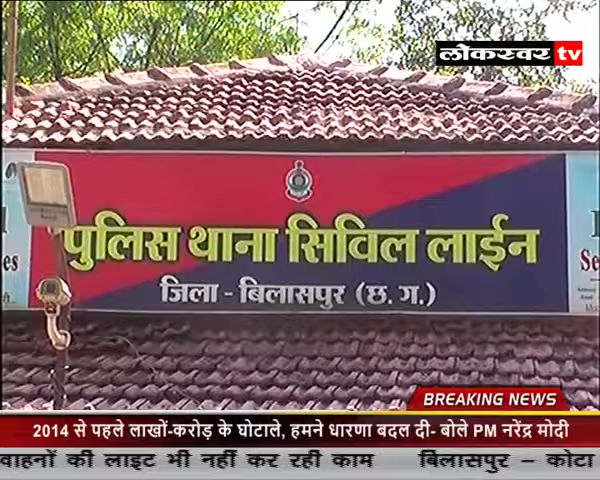 लोकस्वर tv
पुलिस थाना सिविल लाईन
जिला - बिलासपुर (छ. ग.)
BREAKING NEWS
2014 से पहले लाखों-करोड़ के घोटाले, हमने धारणा बदल दी- बोले PM नरेंद्र मोदी
वाहनों की लाइट भी नहीं कर रही काम बिलासपुर – कोटा